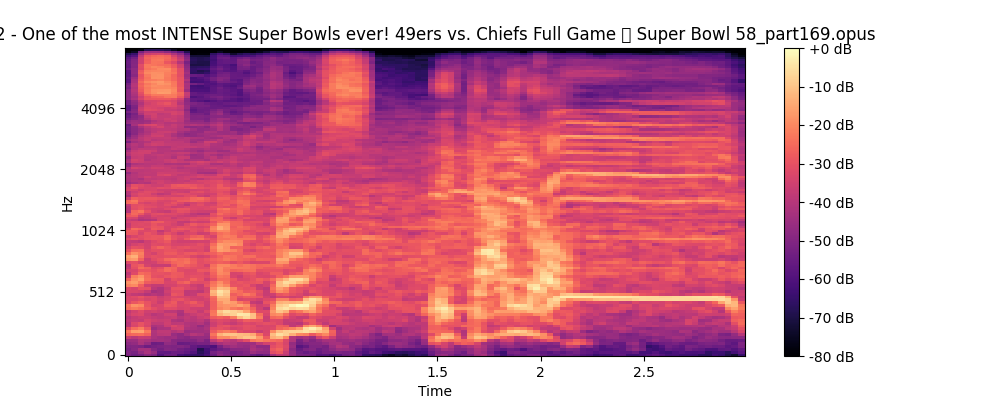 2 - One of the most INTENSE Super Bowls ever! 49ers vs. Chiefs Full Game  Super Bowl 58_part169.opus
+0 dB
4096
-10 dB
-20 dB
2048
-30 dB
Hz
1024
-40 dB
-50 dB
512
-60 dB
-70 dB
0
-80 dB
0 0.5 1 1.5 2 2.5
Time